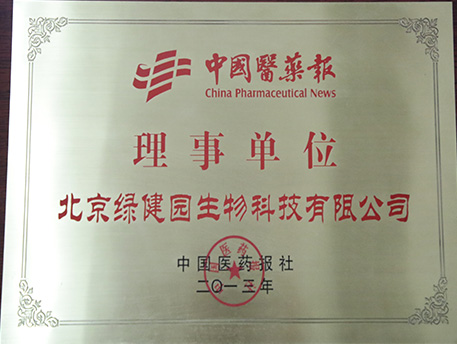 中國醫藥報
China Pharmaceutical News
理事单位
北京绿健园生物科技有限公司
中国医药报社
二〇一三年